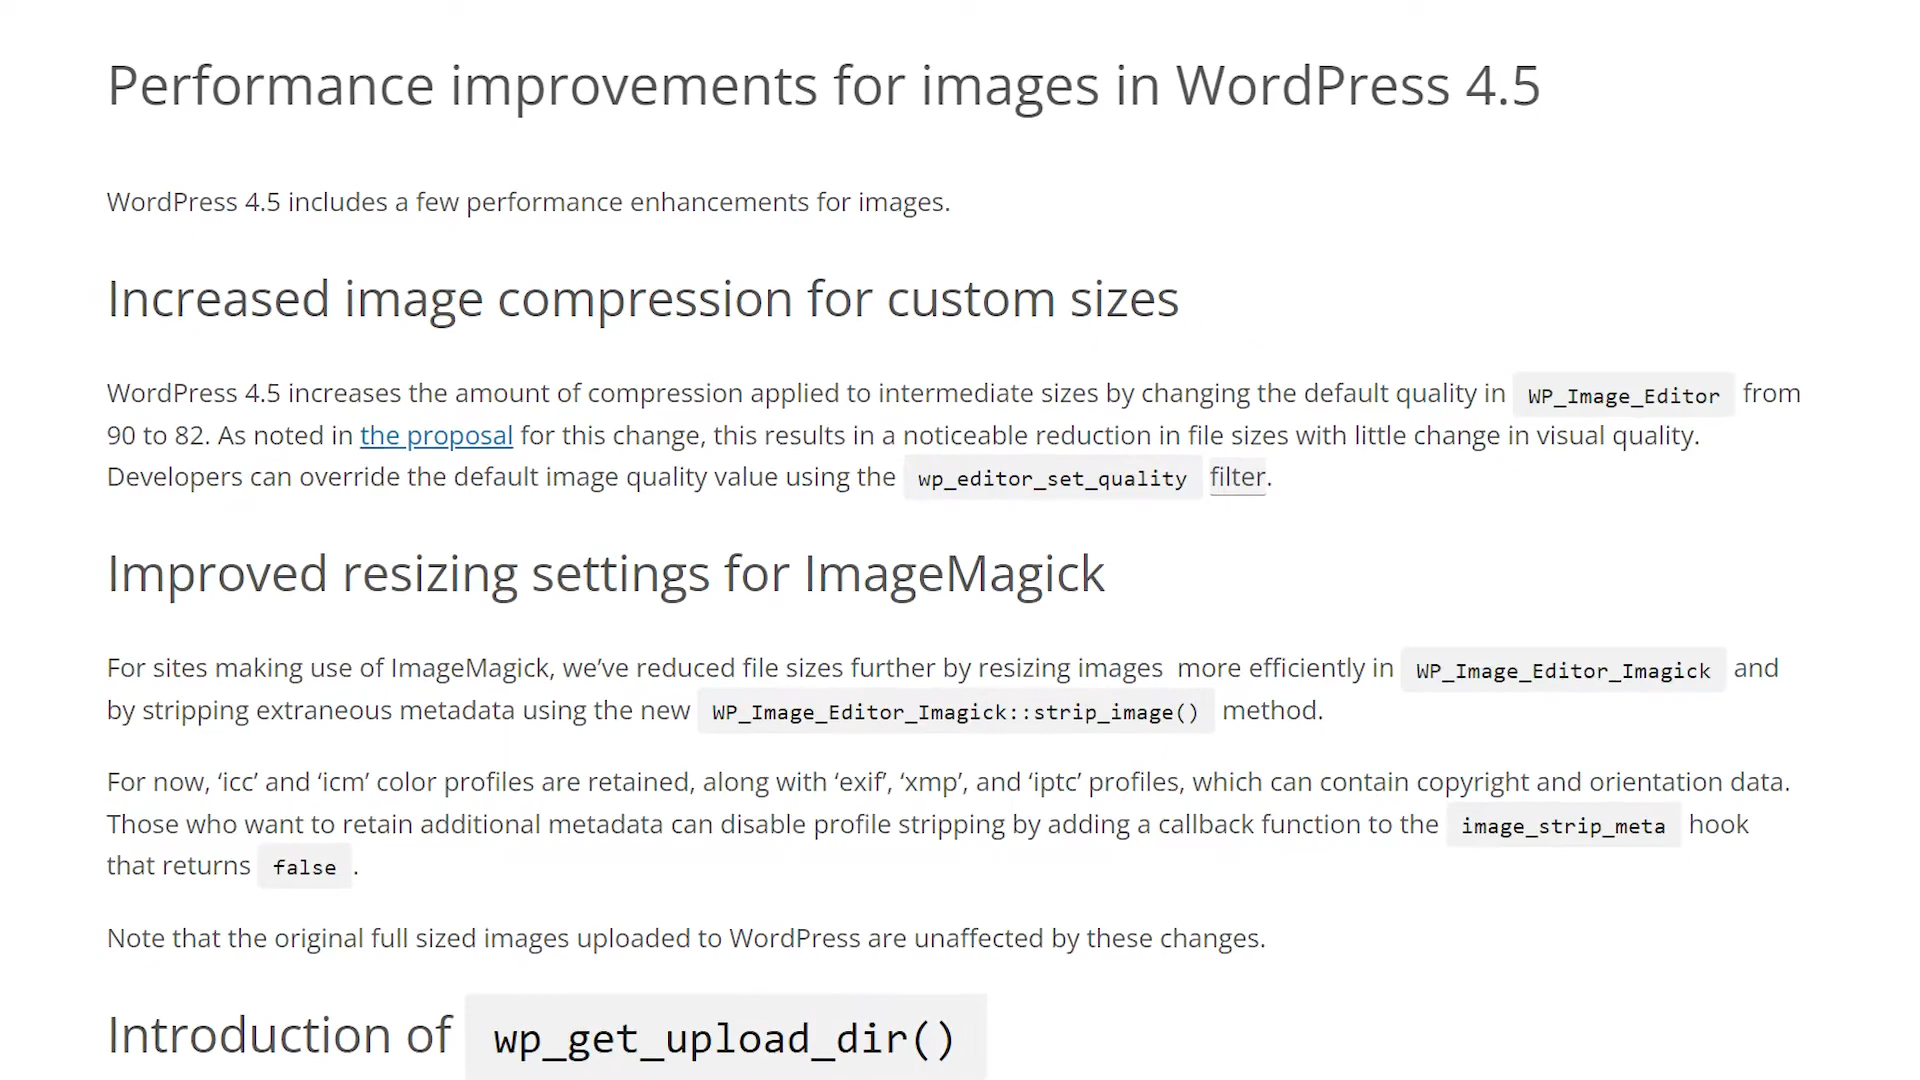 Performance improvements for images in WordPress 4.5
WordPress 4.5 includes a few performance enhancements for images.
Increased image compression for custom sizes
WordPress 4.5 increases the amount of compression applied to intermediate sizes by changing the default quality in WP_Image_Editor from
90 to 82. As noted in the proposal for this change, this results in a noticeable reduction in file sizes with little change in visual quality.
Developers can override the default image quality value using the wp_editor_set_quality filter.
Improved resizing settings for ImageMagick
For sites making use of ImageMagick, we’ve reduced file sizes further by resizing images  more efficiently in WP_Image_Editor_Imagick and
by stripping extraneous metadata using the new WP_Image_Editor_Imagick::strip_image() method.
For now, ‘icc’ and ‘icm’ color profiles are retained, along with ‘exif’, ‘xmp’, and ‘iptc’ profiles, which can contain copyright and orientation data.
Those who want to retain additional metadata can disable profile stripping by adding a callback function to the image_strip_meta hook
that returns false .
Note that the original full sized images uploaded to WordPress are unaffected by these changes.
Introduction of wp_get_upload_dir()